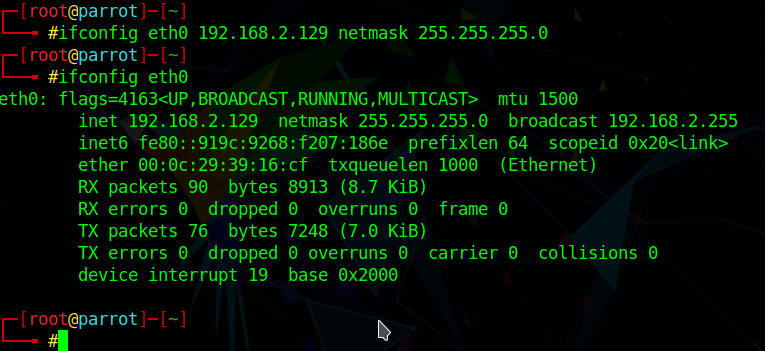 ┌─[root@parrot]─[~]
└──╼ #ifconfig eth0 192.168.2.129 netmask 255.255.255.0
┌─[root@parrot]─[~]
└──╼ #ifconfig eth0
eth0: flags=4163<UP,BROADCAST,RUNNING,MULTICAST>  mtu 1500
        inet 192.168.2.129  netmask 255.255.255.0  broadcast 192.168.2.255
        inet6 fe80::919c:9268:f207:186e  prefixlen 64  scopeid 0x20<link>
        ether 00:0c:29:39:16:cf  txqueuelen 1000  (Ethernet)
        RX packets 90  bytes 8913 (8.7 KiB)
        RX errors 0  dropped 0  overruns 0  frame 0
        TX packets 76  bytes 7248 (7.0 KiB)
        TX errors 0  dropped 0 overruns 0  carrier 0  collisions 0
        device interrupt 19  base 0x2000
┌─[root@parrot]─[~]
└──╼ #